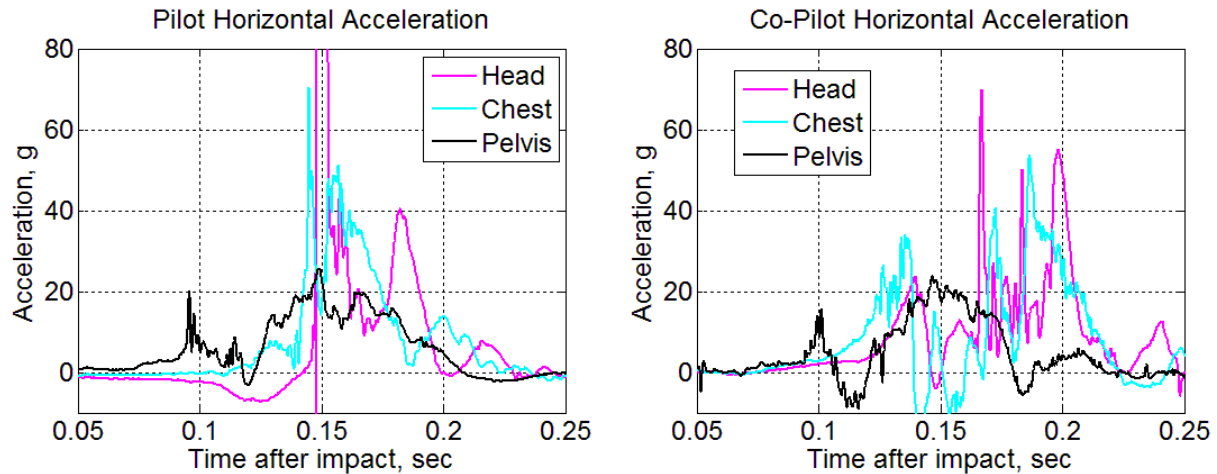 Pilot Horizontal Acceleration
80
60
40
20
0
0.05 0.1 0.15 0.2 0.25
Acceleration, g
Time after impact, sec
Head
Chest
Pelvis
Co-Pilot Horizontal Acceleration
80
60
40
20
0
0.05 0.1 0.15 0.2 0.25
Acceleration, g
Time after impact, sec
Head
Chest
Pelvis